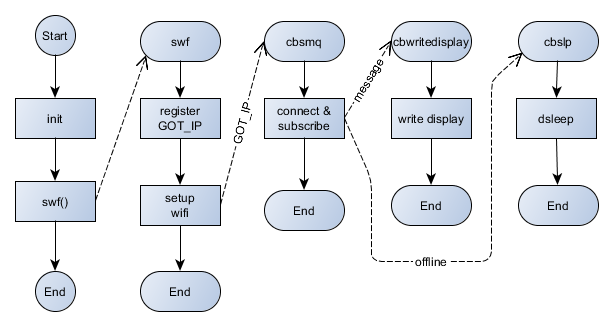 Start
init
swf()
End
swf
register
GOT_IP
setup
wifi
End
GOT_IP
cbsmq
connect &
subscribe
End
message
offline
cbwritedisplay
write display
End
cbslp
dsleep
End